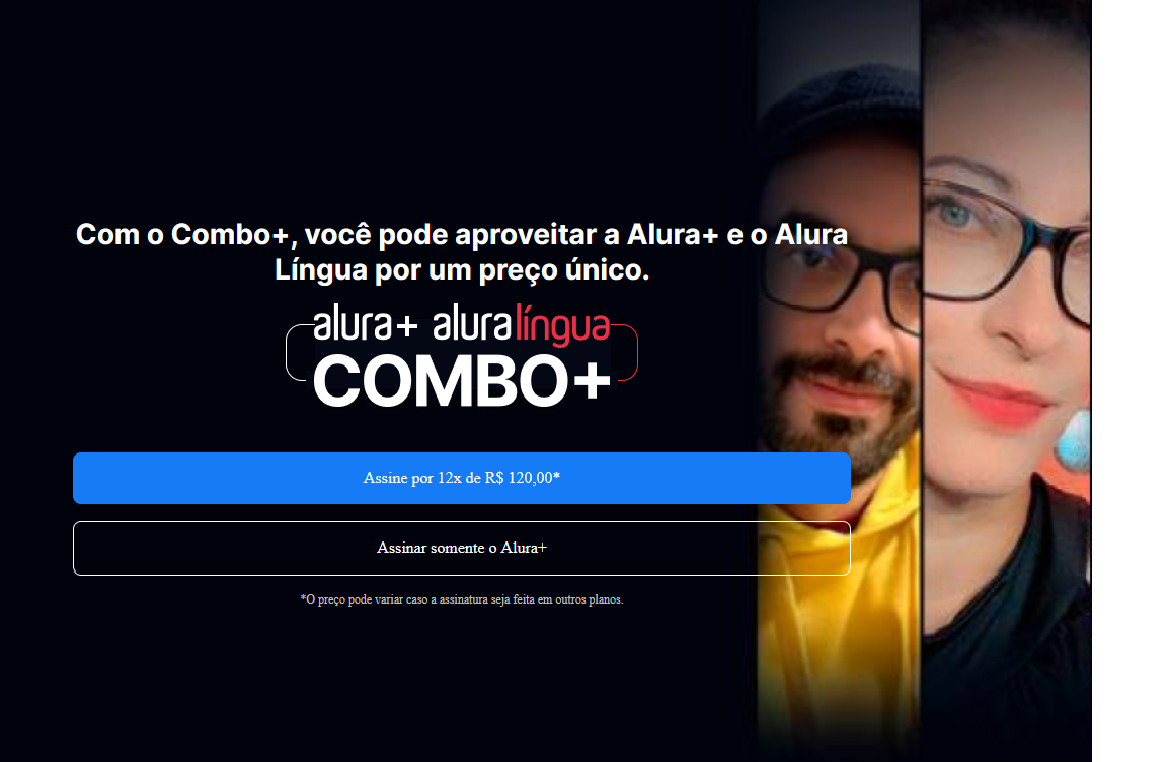 Com o Combo+, você pode aproveitar a Alura+ e o Alura
Língua por um preço único.
alura+ aluralíngua
COMBO+
Assine por 12x de R$ 120,00*
Assinar somente o Alura+
*O preço pode variar caso a assinatura seja feita em outros planos.